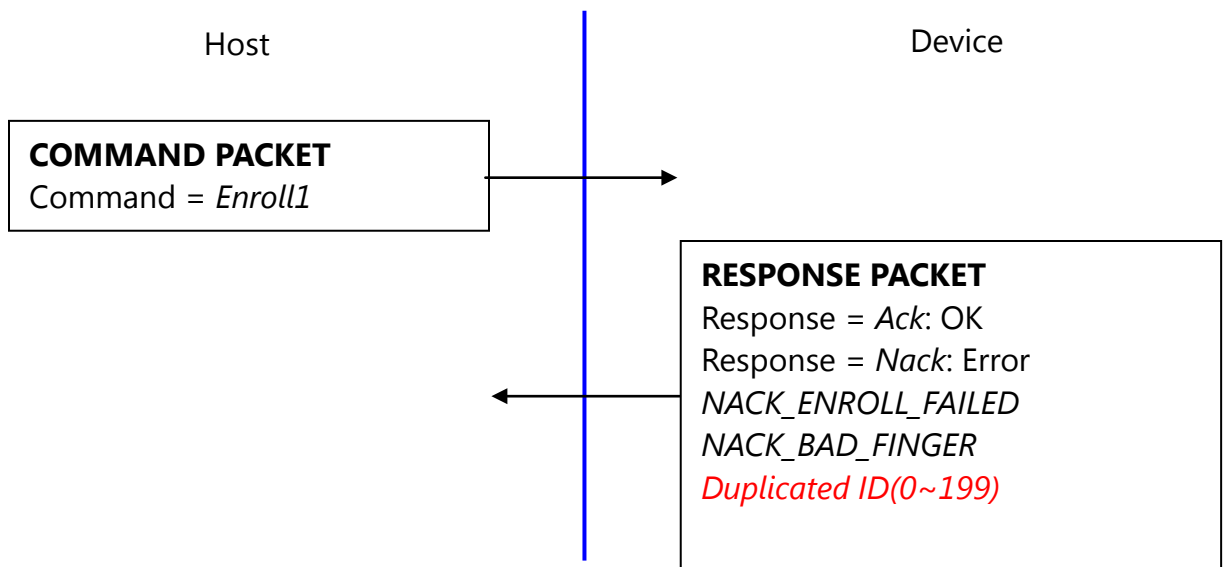 Host
Device
COMMAND PACKET
Command = Enroll1
RESPONSE PACKET
Response = Ack: OK
Response = Nack: Error
NACK_ENROLL_FAILED
NACK_BAD_FINGER
Duplicated ID(0~199)